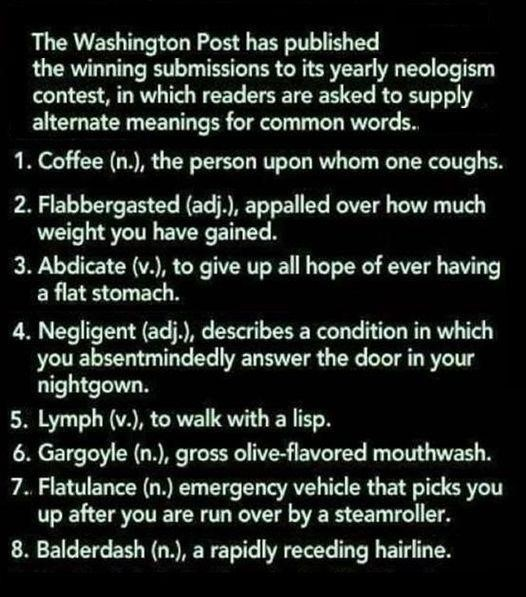 The Washington Post has published
the winning submissions to its yearly neologism
contest, in which readers are asked to supply
alternate meanings for common words..
1. Coffee (n.), the person upon whom one coughs.
2. Flabbergasted (adj.), appalled over how much
weight you have gained.
3. Abdicate (v.), to give up all hope of ever having
a flat stomach.
4. Negligent (adj.), describes a condition in which
you absentmindedly answer the door in your
nightgown.
5. Lymph (v.), to walk with a lisp.
6. Gargoyle (n.), gross olive-flavored mouthwash.
7.. Flatulance (n.) emergency vehicle that picks you
up after you are run over by a steamroller.
8. Balderdash (n.), a rapidly receding hairline.